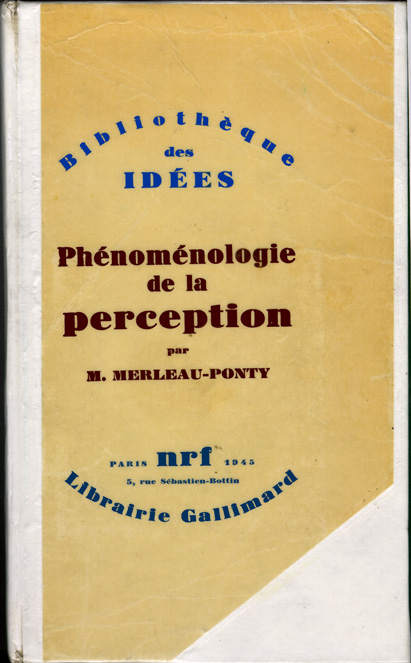 Bibliothèque
des
IDÉES
Phénoménologie
de la
perception
par
M. MERLEAU-PONTY
PARIS nrf 1945
5, rue Sébastien-Bottin
Librairie Gallimard